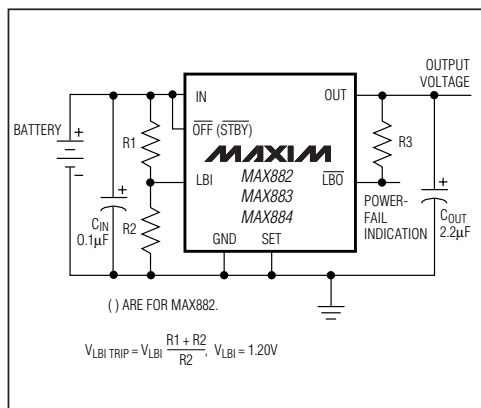 OUTPUT
VOLTAGE
IN
OUT
BATTERY
+
-
R1
OFF (STBY)
MAXIM
R3
+
LBI
MAX882
MAX883
MAX884
LBO
POWER-
FAIL
INDICATION
+
CIN
0.1µF
R2
COUT
2.2µF
GND
SET
( ) ARE FOR MAX882.
VLBI TRIP = VLBI R1 + R2 / R2, VLBI = 1.20V